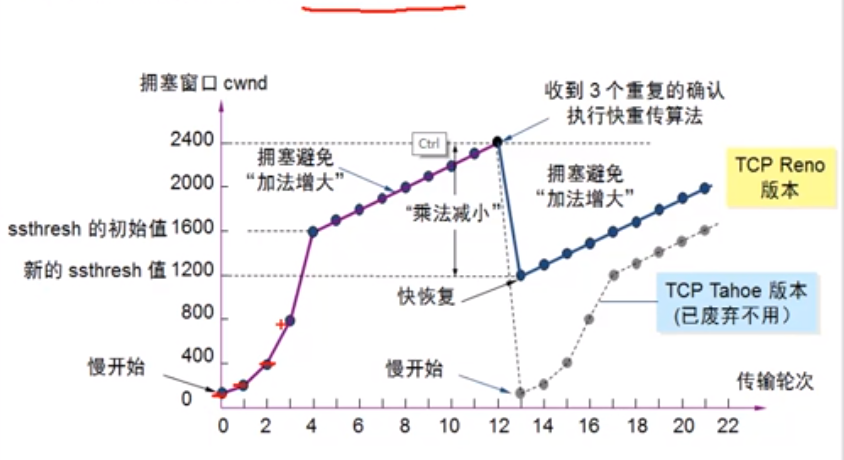 拥塞窗口 cwnd
收到 3 个重复的确认
执行快重传算法
2400
Ctrl
拥塞避免
“加法增大”
拥塞避免
“加法增大”
TCP Reno
版本
2000
“乘法减小”
ssthresh 的初始值 1600
新的 ssthresh 值 1200
快恢复
TCP Tahoe 版本
(已废弃不用）
800
400
慢开始
慢开始
传输轮次
0
0 2 4 6 8 10 12 14 16 18 20 22